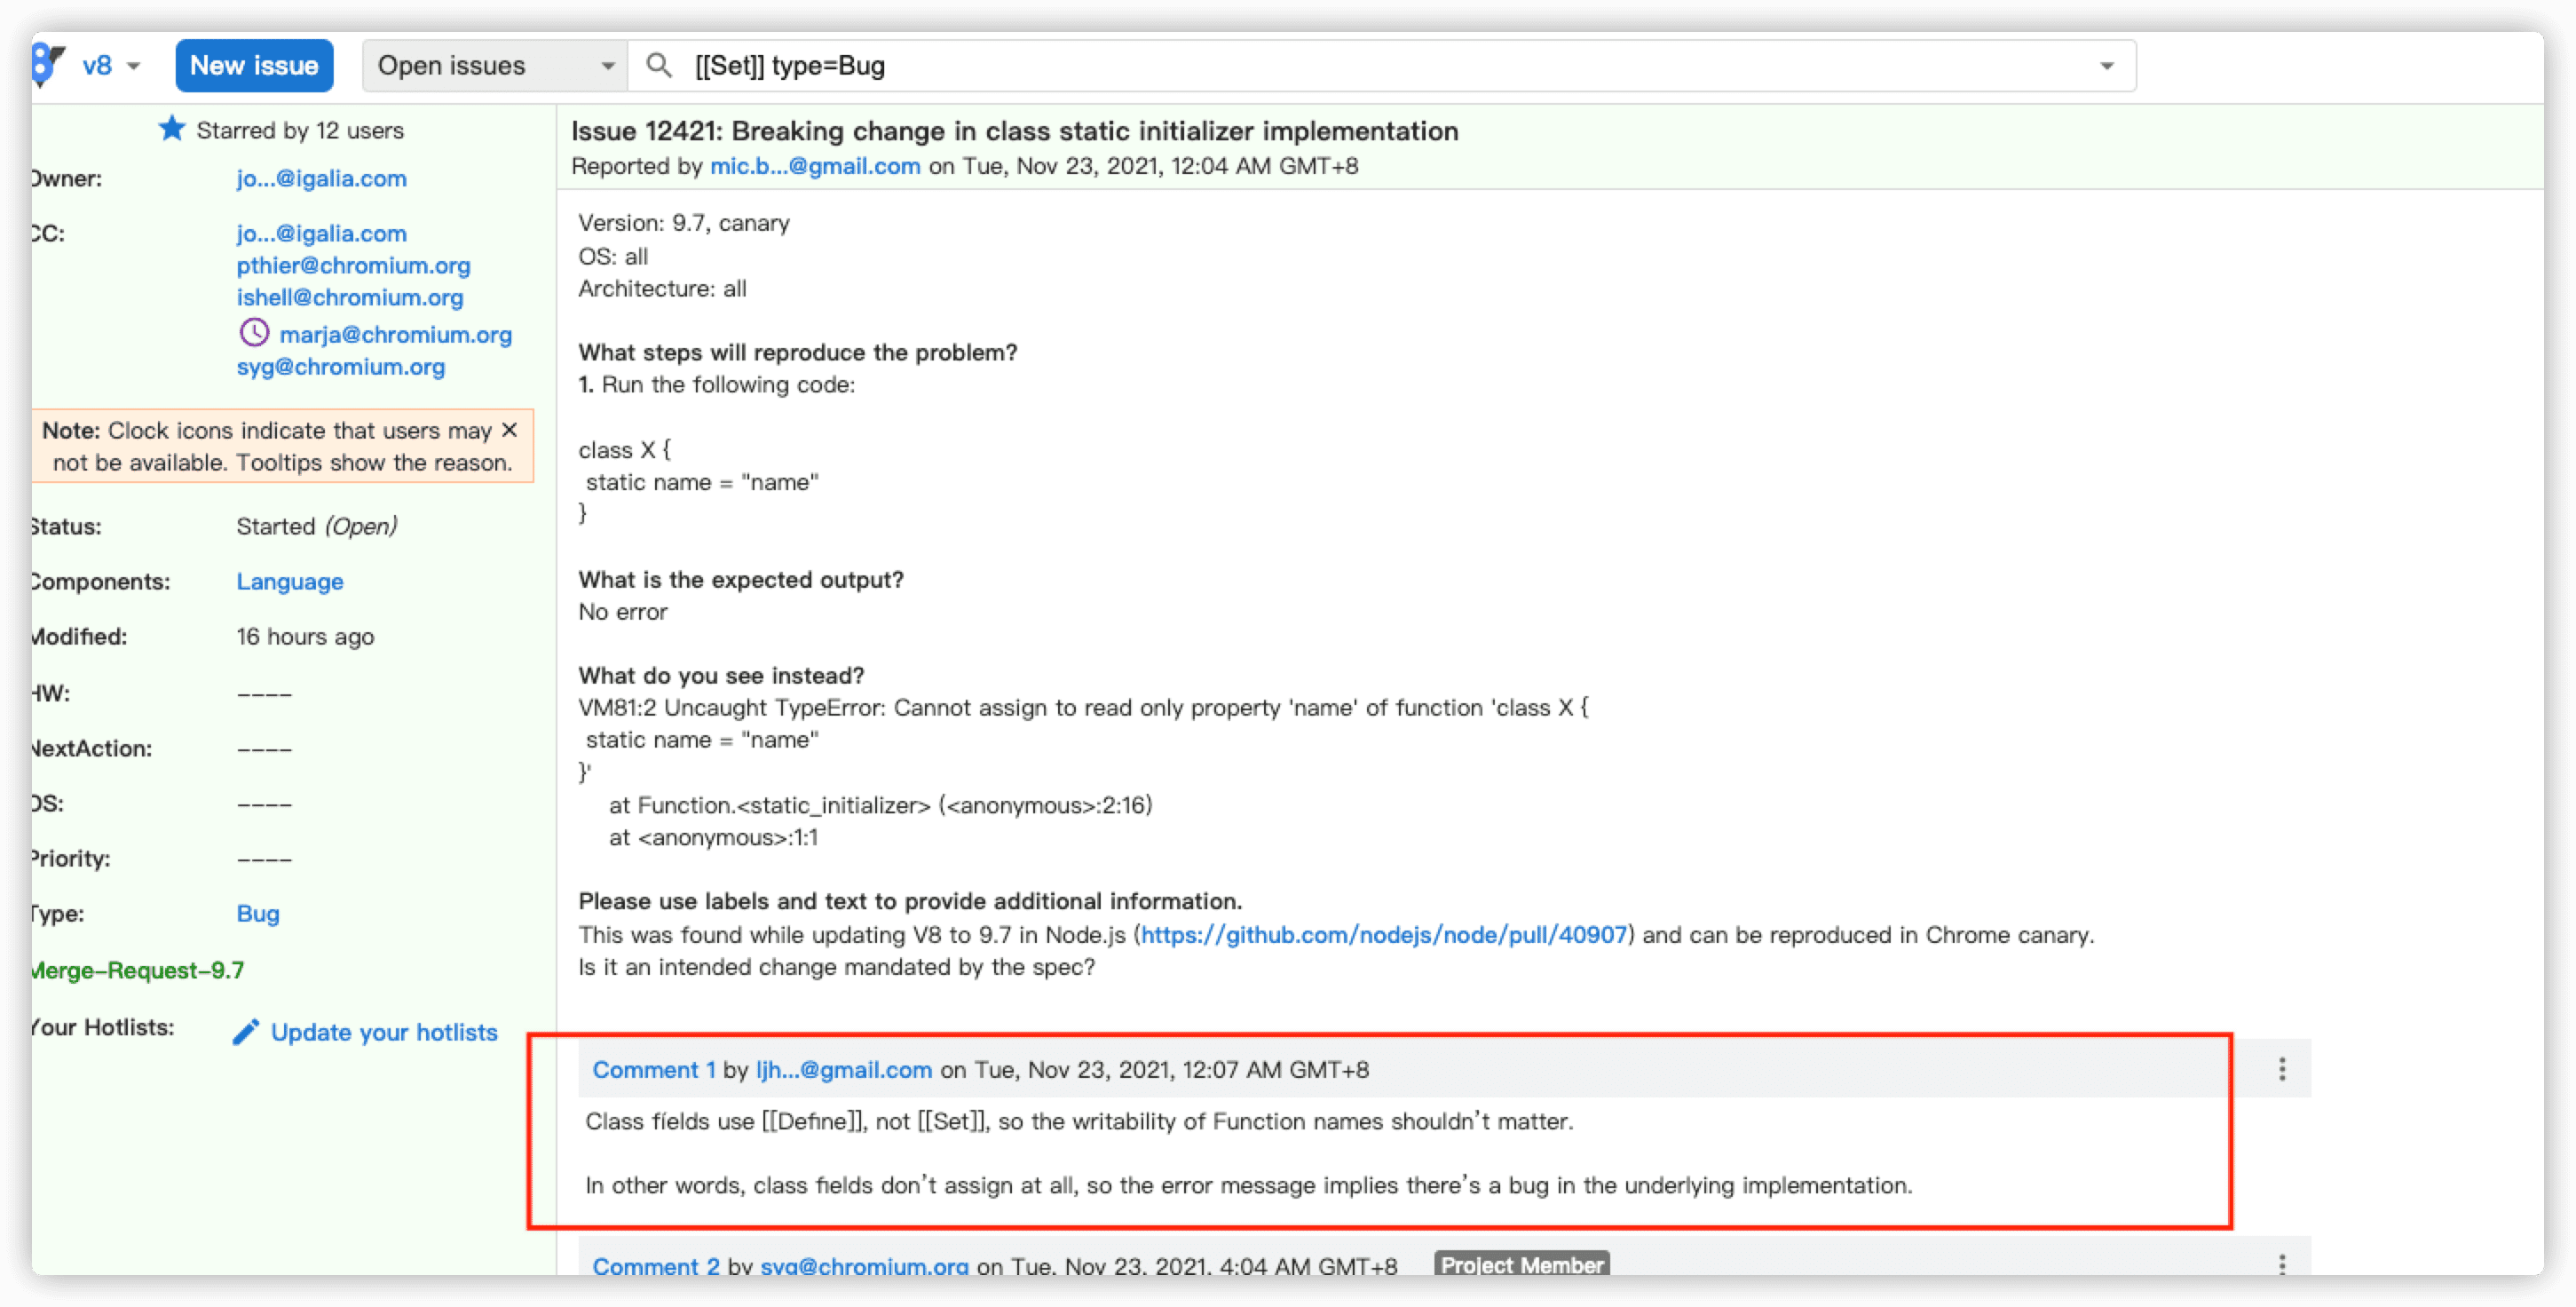 v8
New issue
Open issues
[[Set]] type=Bug
Starred by 12 users
Owner:
jo...@igalia.com
CC:
jo...@igalia.com
pthier@chromium.org
ishell@chromium.org
marja@chromium.org
syg@chromium.org
Note: Clock icons indicate that users may ×
not be available. Tooltips show the reason.
Status:
Started (Open)
Components:
Language
Modified:
16 hours ago
HW:
----
NextAction:
----
OS:
----
Priority:
----
Type:
Bug
Merge-Request-9.7
Your Hotlists:
Update your hotlists
Issue 12421: Breaking change in class static initializer implementation
Reported by mic.b...@gmail.com on Tue, Nov 23, 2021, 12:04 AM GMT+8
Version: 9.7, canary
OS: all
Architecture: all
What steps will reproduce the problem?
1. Run the following code:
class X {
static name = "name"
}
What is the expected output?
No error
What do you see instead?
VM81:2 Uncaught TypeError: Cannot assign to read only property 'name' of function 'class X {
static name = "name"
}'
at Function.<static_initializer> (<anonymous>:2:16)
at <anonymous>:1:1
Please use labels and text to provide additional information.
This was found while updating V8 to 9.7 in Node.js (https://github.com/nodejs/node/pull/40907) and can be reproduced in Chrome canary.
Is it an intended change mandated by the spec?
Comment 1 by ljh...@gmail.com on Tue, Nov 23, 2021, 12:07 AM GMT+8
Class fields use [[Define]], not [[Set]], so the writability of Function names shouldn't matter.
In other words, class fields don't assign at all, so the error message implies there's a bug in the underlying implementation.
Comment 2 by syg@chromium.org on Tue, Nov 23, 2021, 4:04 AM GMT+8 Project Member